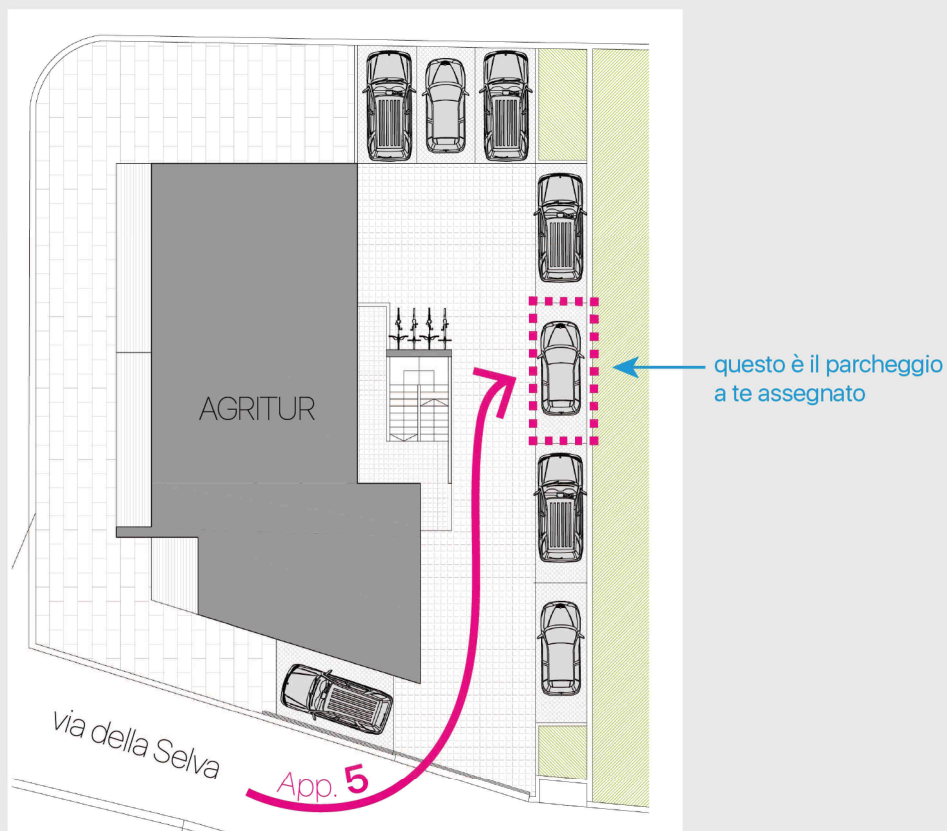 AGRITUR
questo è il parcheggio
a te assegnato
via della Selva
App. 5